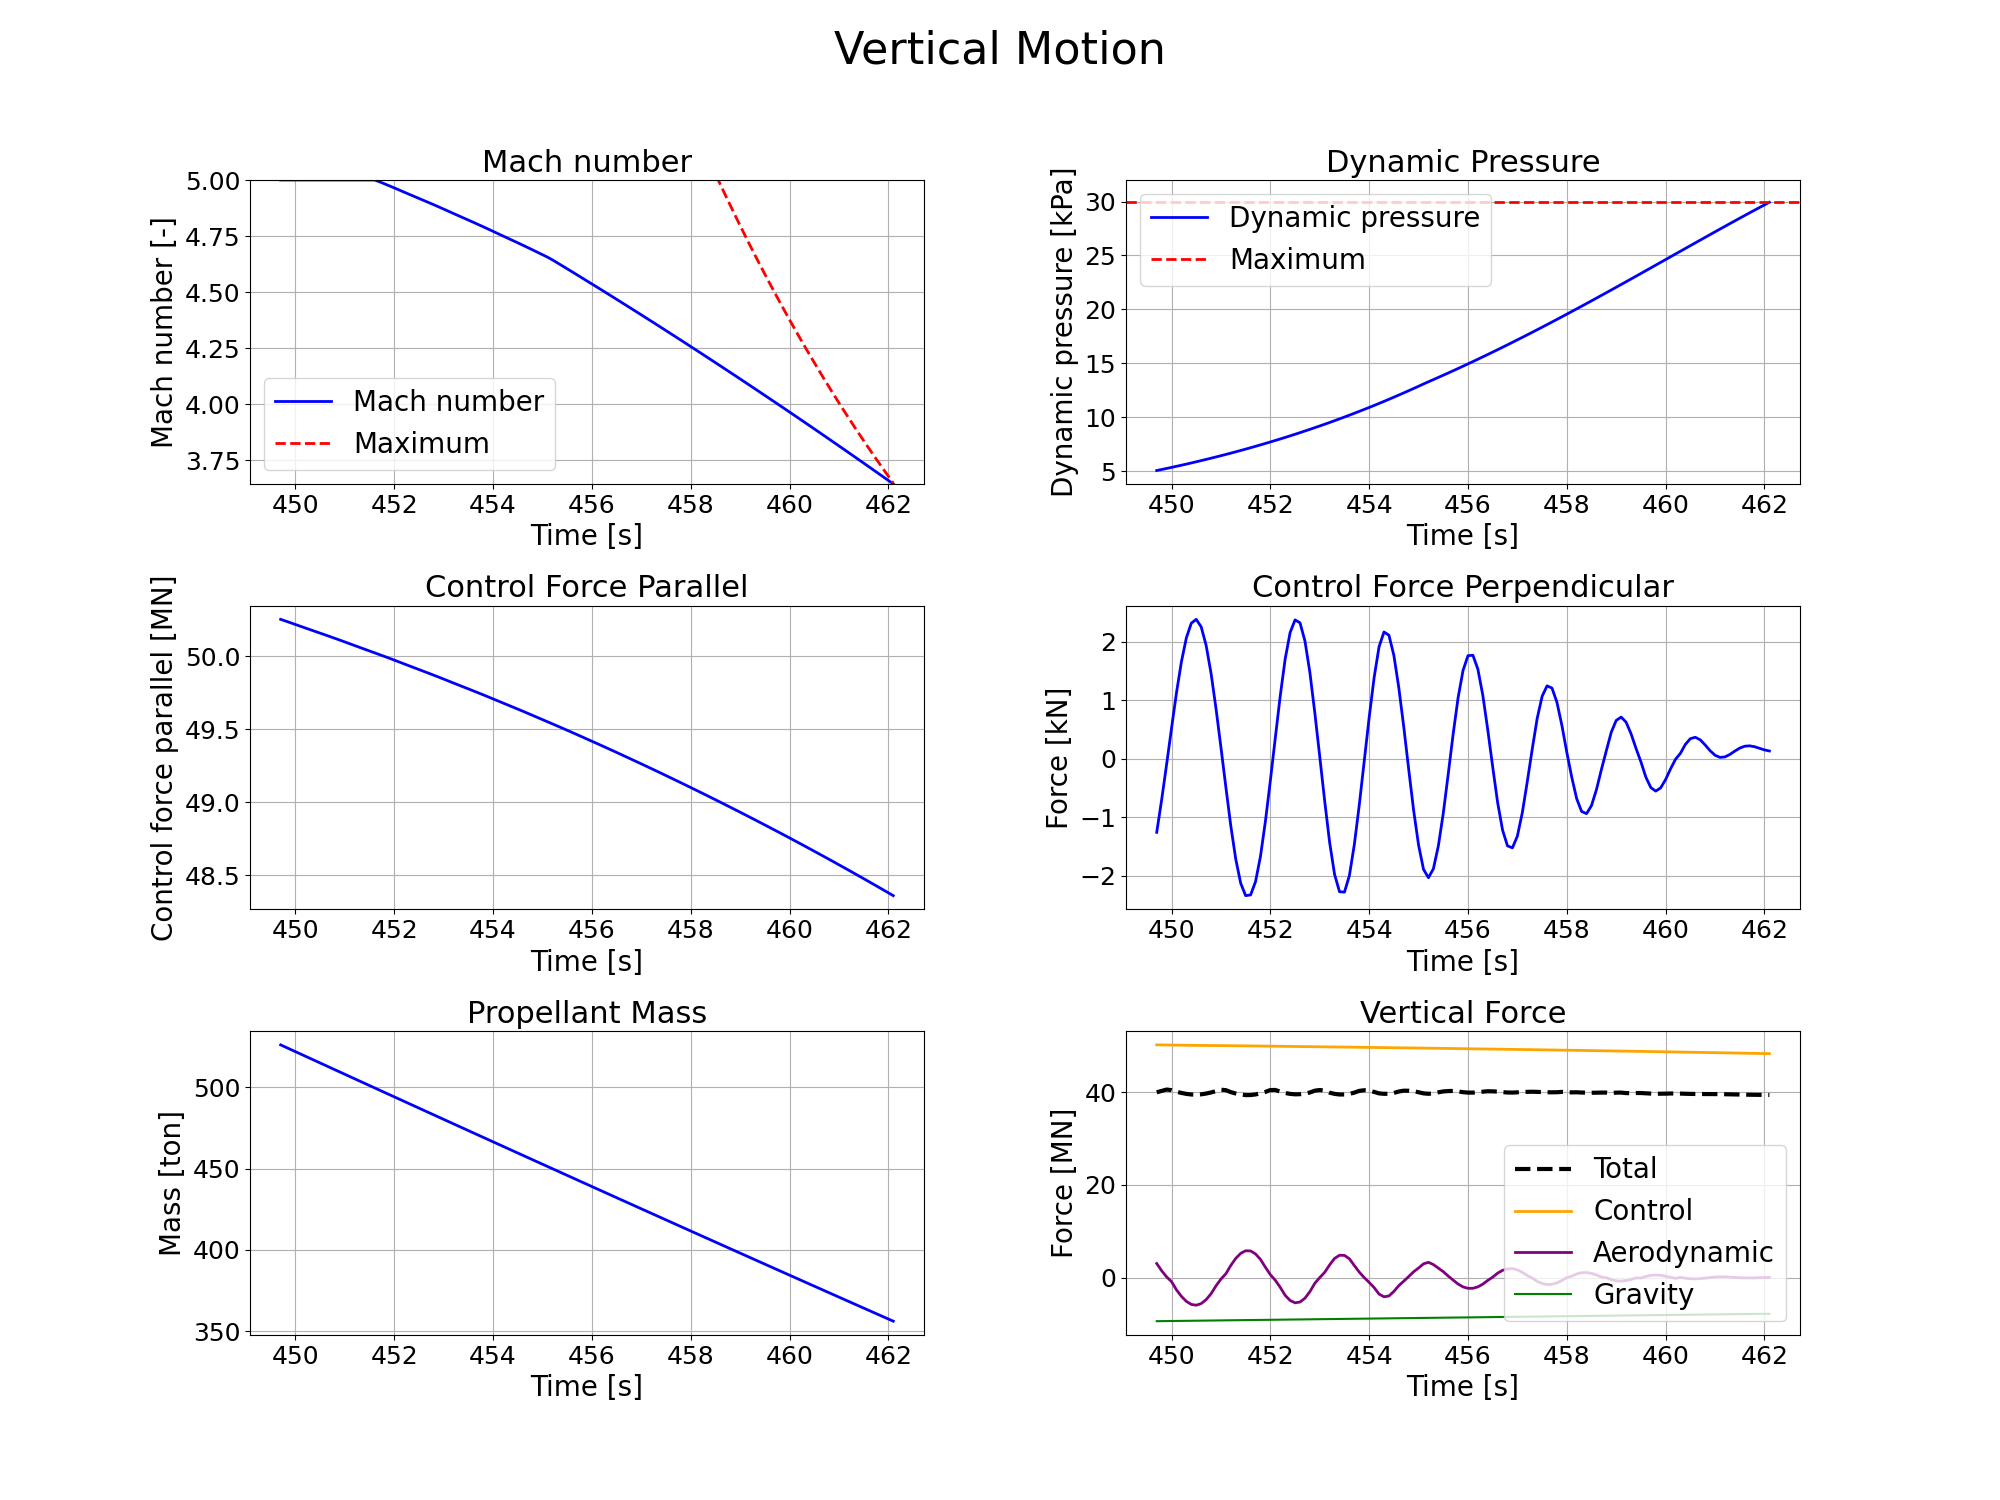 Vertical Motion
Mach number
Mach number [-]
5.00
4.75
4.50
4.25
4.00
3.75
Mach number
Maximum
450 452 454 456 458 460 462
Time [s]
Dynamic Pressure
Dynamic pressure [kPa]
30
25
20
15
10
5
Dynamic pressure
Maximum
450 452 454 456 458 460 462
Time [s]
Control Force Parallel
Control force parallel [MN]
50.0
49.5
49.0
48.5
450 452 454 456 458 460 462
Time [s]
Control Force Perpendicular
Force [kN]
2
1
0
−1
−2
450 452 454 456 458 460 462
Time [s]
Propellant Mass
Mass [ton]
500
450
400
350
450 452 454 456 458 460 462
Time [s]
Vertical Force
Force [MN]
40
20
0
Total
Control
Aerodynamic
Gravity
450 452 454 456 458 460 462
Time [s]